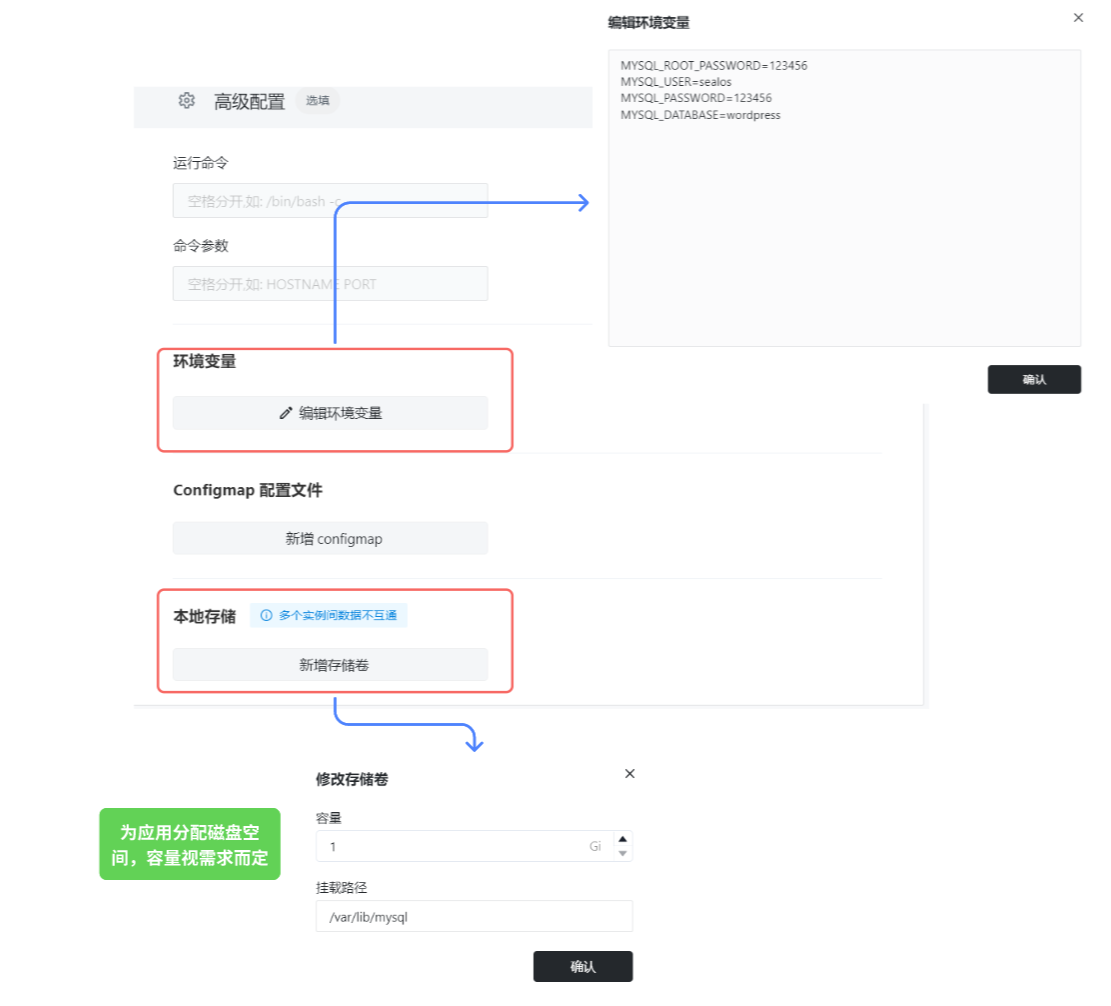 编辑环境变量
MYSQL_ROOT_PASSWORD=123456
MYSQL_USER=sealos
MYSQL_PASSWORD=123456
MYSQL_DATABASE=wordpress
确认
高级配置 选填
运行命令
空格分开,如: /bin/bash -c
命令参数
空格分开,如: HOSTNAME PORT
环境变量
编辑环境变量
Configmap 配置文件
新增 configmap
本地存储 多个实例间数据不互通
新增存储卷
为应用分配磁盘空
间，容量视需求而定
修改存储卷
容量
1 Gi
挂载路径
/var/lib/mysql
确认